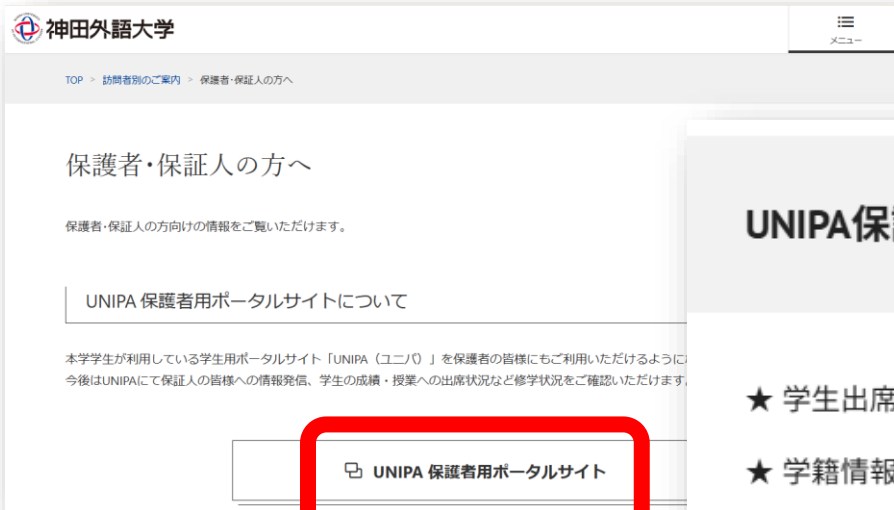 神田外語大学
メニュー
TOP > 訪問者別のご案内 > 保護者・保証人の方へ
保護者・保証人の方へ
保護者・保証人の方向けの情報をご覧いただけます。
UNIPA 保護者用ポータルサイトについて
本学学生が利用している学生用ポータルサイト「UNIPA（ユニパ）」を保護者の皆様にもご利用いただけるように
今後はUNIPAにて保証人の皆様への情報発信、学生の成績・授業への出席状況など修学状況をご確認いただけます。
UNIPA 保護者用ポータルサイト
UNIPA保
★ 学生出席
★ 学籍情報